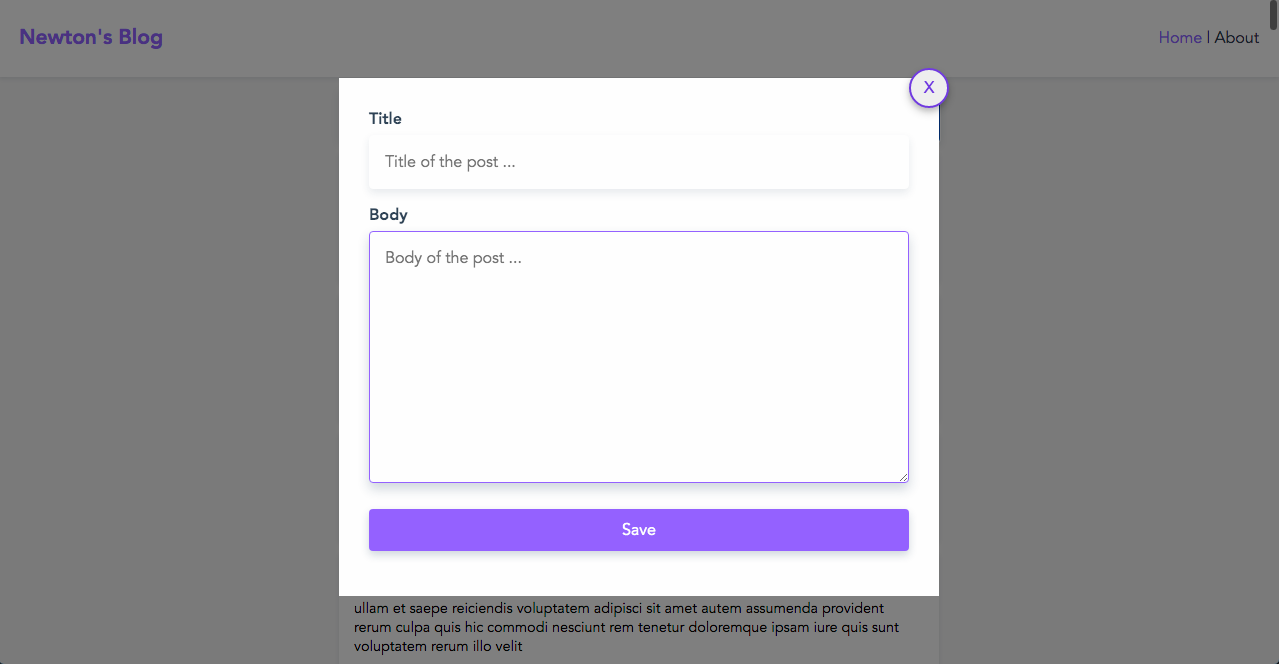 Newton's Blog
Home | About
X
Title
Title of the post ...
Body
Body of the post ...
Save
ullam et saepe reiciendis voluptatem adipisci sit amet autem assumenda provident
rerum culpa quis hic commodi nesciunt rem tenetur doloremque ipsam iure quis sunt
voluptatem rerum illo velit